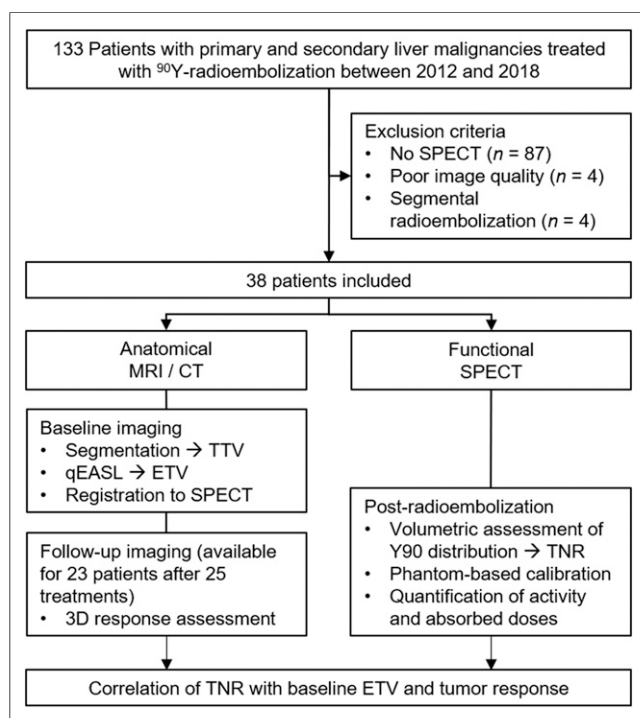 133 Patients with primary and secondary liver malignancies treated
with ⁹⁰Y-radioembolization between 2012 and 2018
Exclusion criteria
• No SPECT (n = 87)
• Poor image quality (n = 4)
• Segmental
radioembolization (n = 4)
38 patients included
Anatomical
MRI / CT
Functional
SPECT
Baseline imaging
• Segmentation → TTV
• qEASL → ETV
• Registration to SPECT
Follow-up imaging (available
for 23 patients after 25
treatments)
• 3D response assessment
Post-radioembolization
• Volumetric assessment of
Y90 distribution → TNR
• Phantom-based calibration
• Quantification of activity
and absorbed doses
Correlation of TNR with baseline ETV and tumor response